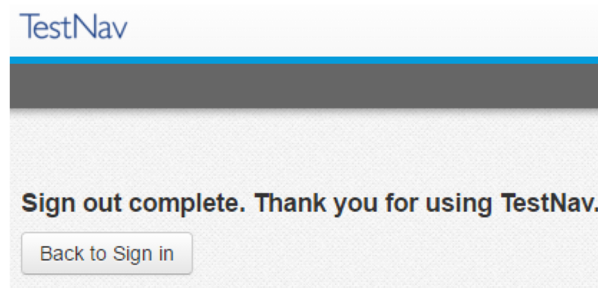 TestNav
Sign out complete. Thank you for using TestNav.
Back to Sign in